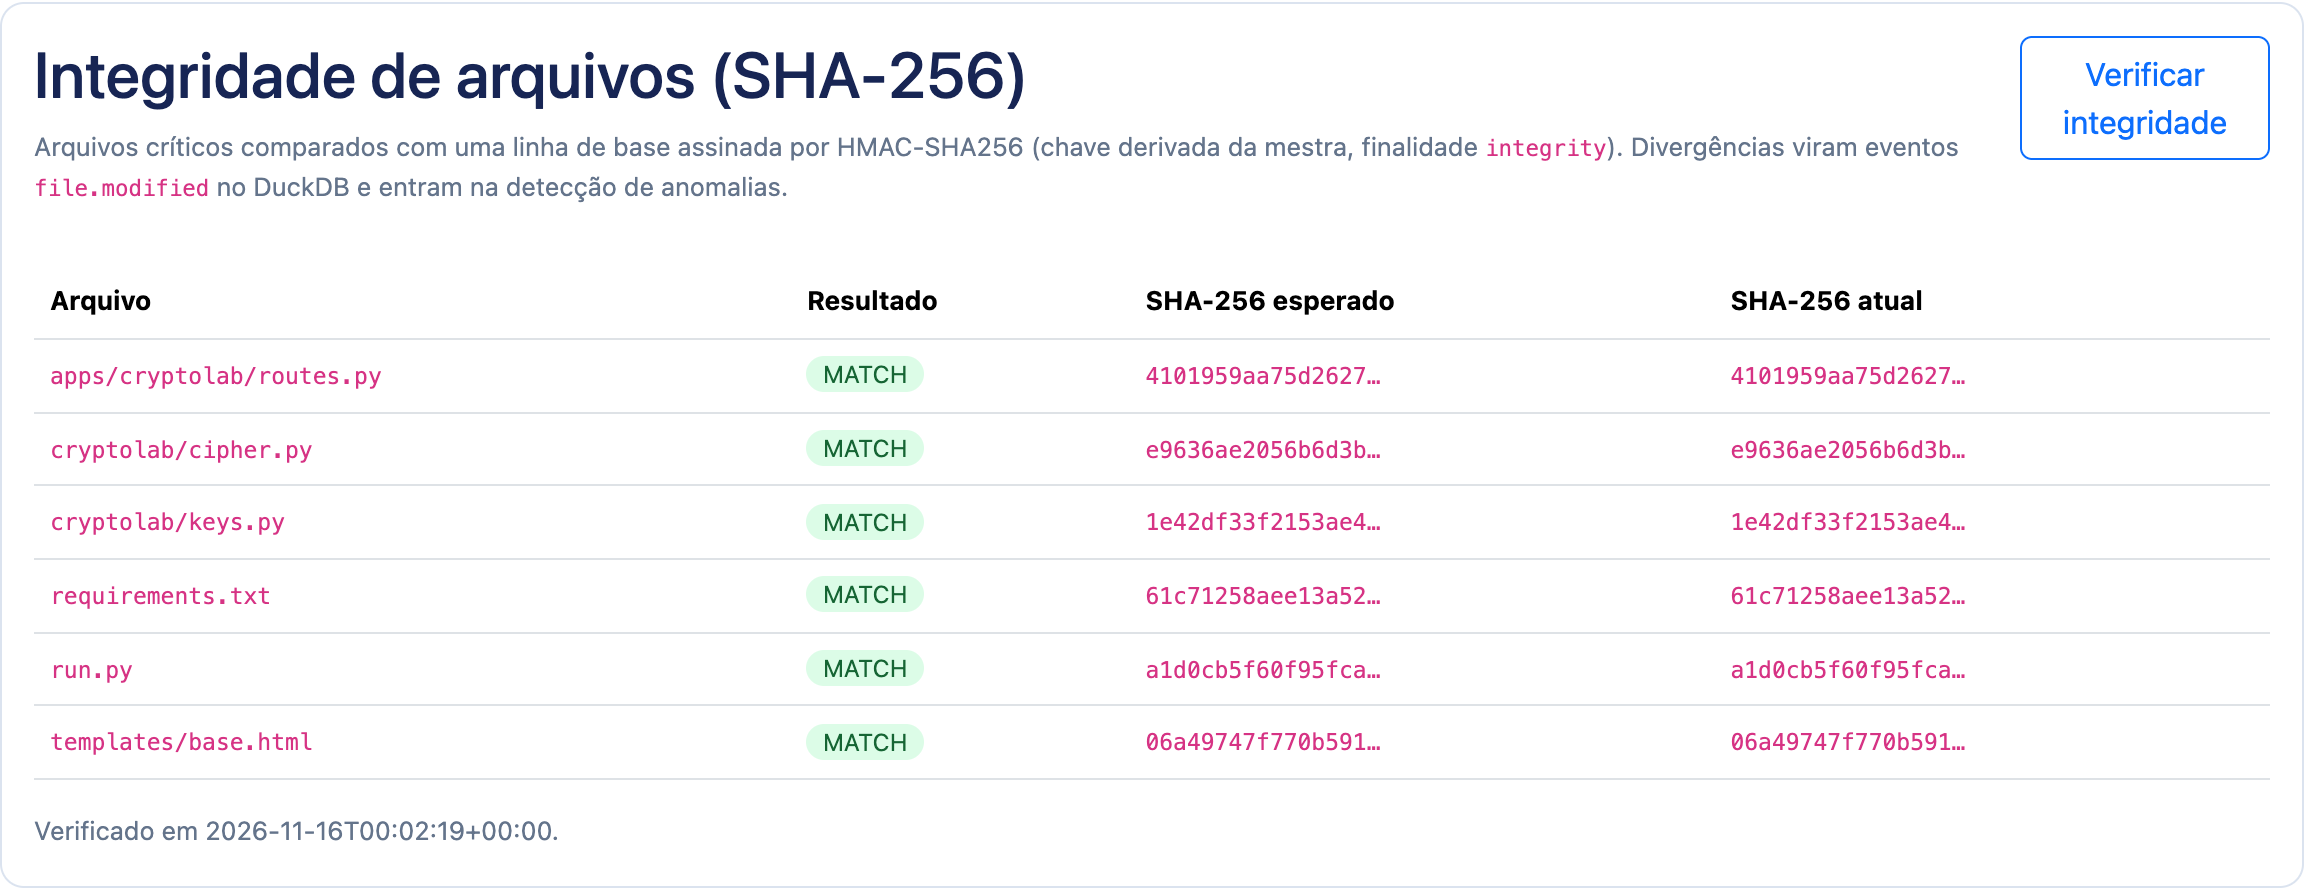 Integridade de arquivos (SHA-256)
Verificar
integridade
Arquivos críticos comparados com uma linha de base assinada por HMAC-SHA256 (chave derivada da mestra, finalidade integrity). Divergências viram eventos
file.modified no DuckDB e entram na detecção de anomalias.
Arquivo Resultado SHA-256 esperado SHA-256 atual
apps/cryptolab/routes.py MATCH 4101959aa75d2627… 4101959aa75d2627…
cryptolab/cipher.py MATCH e9636ae2056b6d3b… e9636ae2056b6d3b…
cryptolab/keys.py MATCH 1e42df33f2153ae4… 1e42df33f2153ae4…
requirements.txt MATCH 61c71258aee13a52… 61c71258aee13a52…
run.py MATCH a1d0cb5f60f95fca… a1d0cb5f60f95fca…
templates/base.html MATCH 06a49747f770b591… 06a49747f770b591…
Verificado em 2026-11-16T00:02:19+00:00.